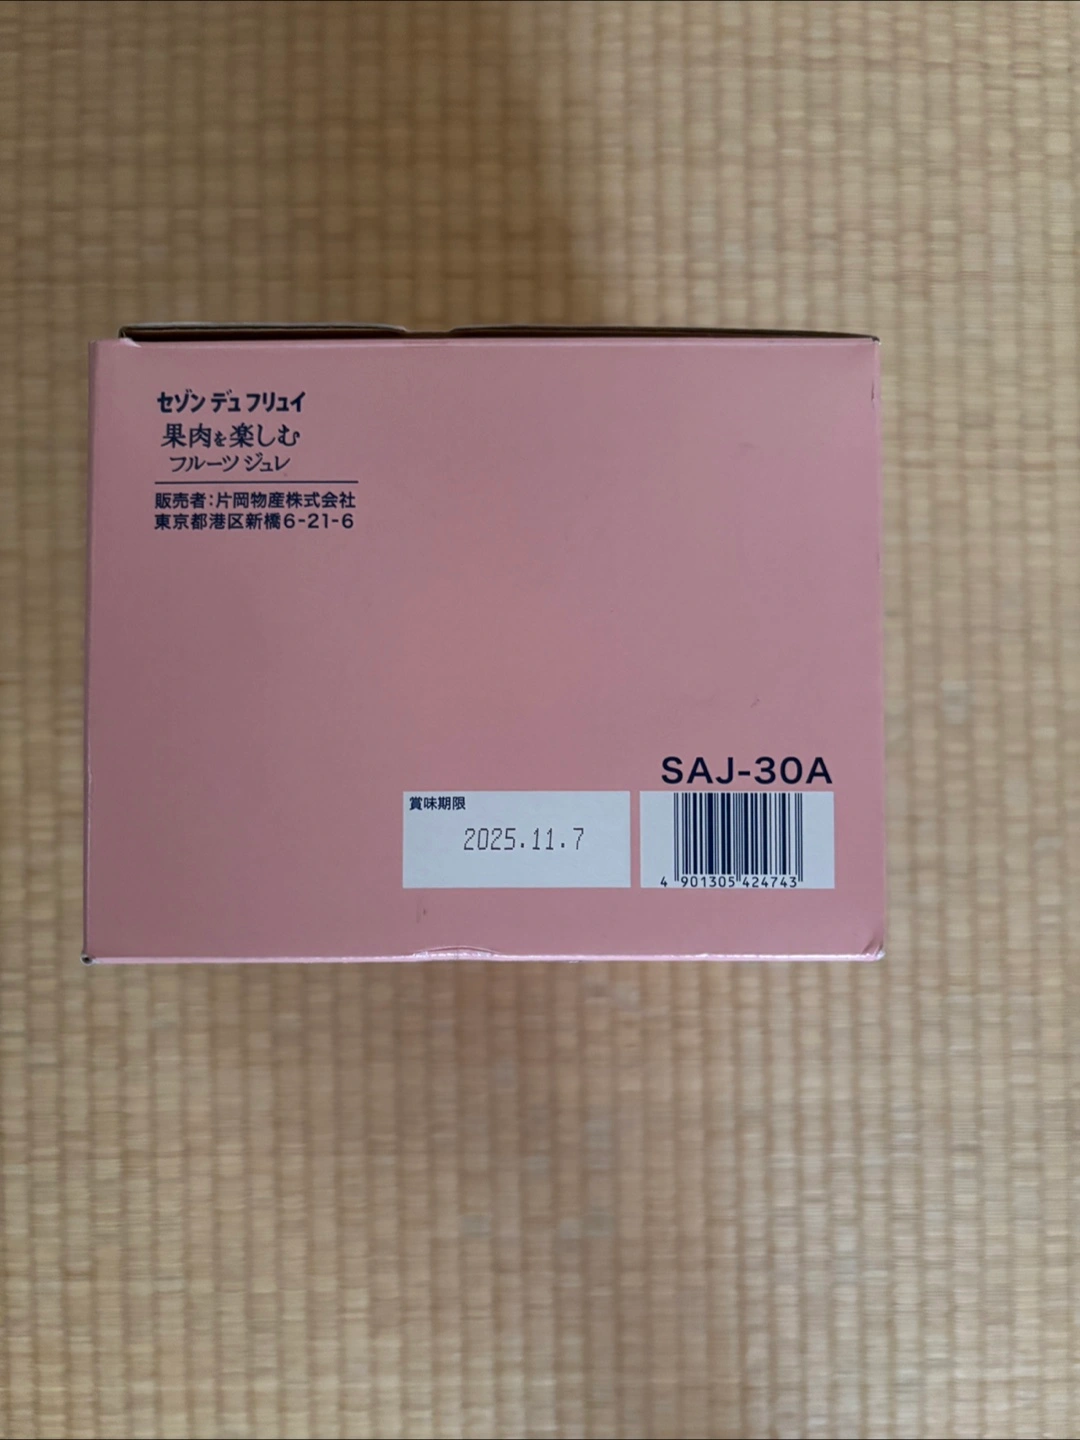 セゾン デュ フリュイ
果肉を楽しむ
フルーツ ジュレ
販売者:片岡物産株式会社
東京都港区新橋6-21-6
SAJ-30A
賞味期限
2025.11.7
4 901305 424743